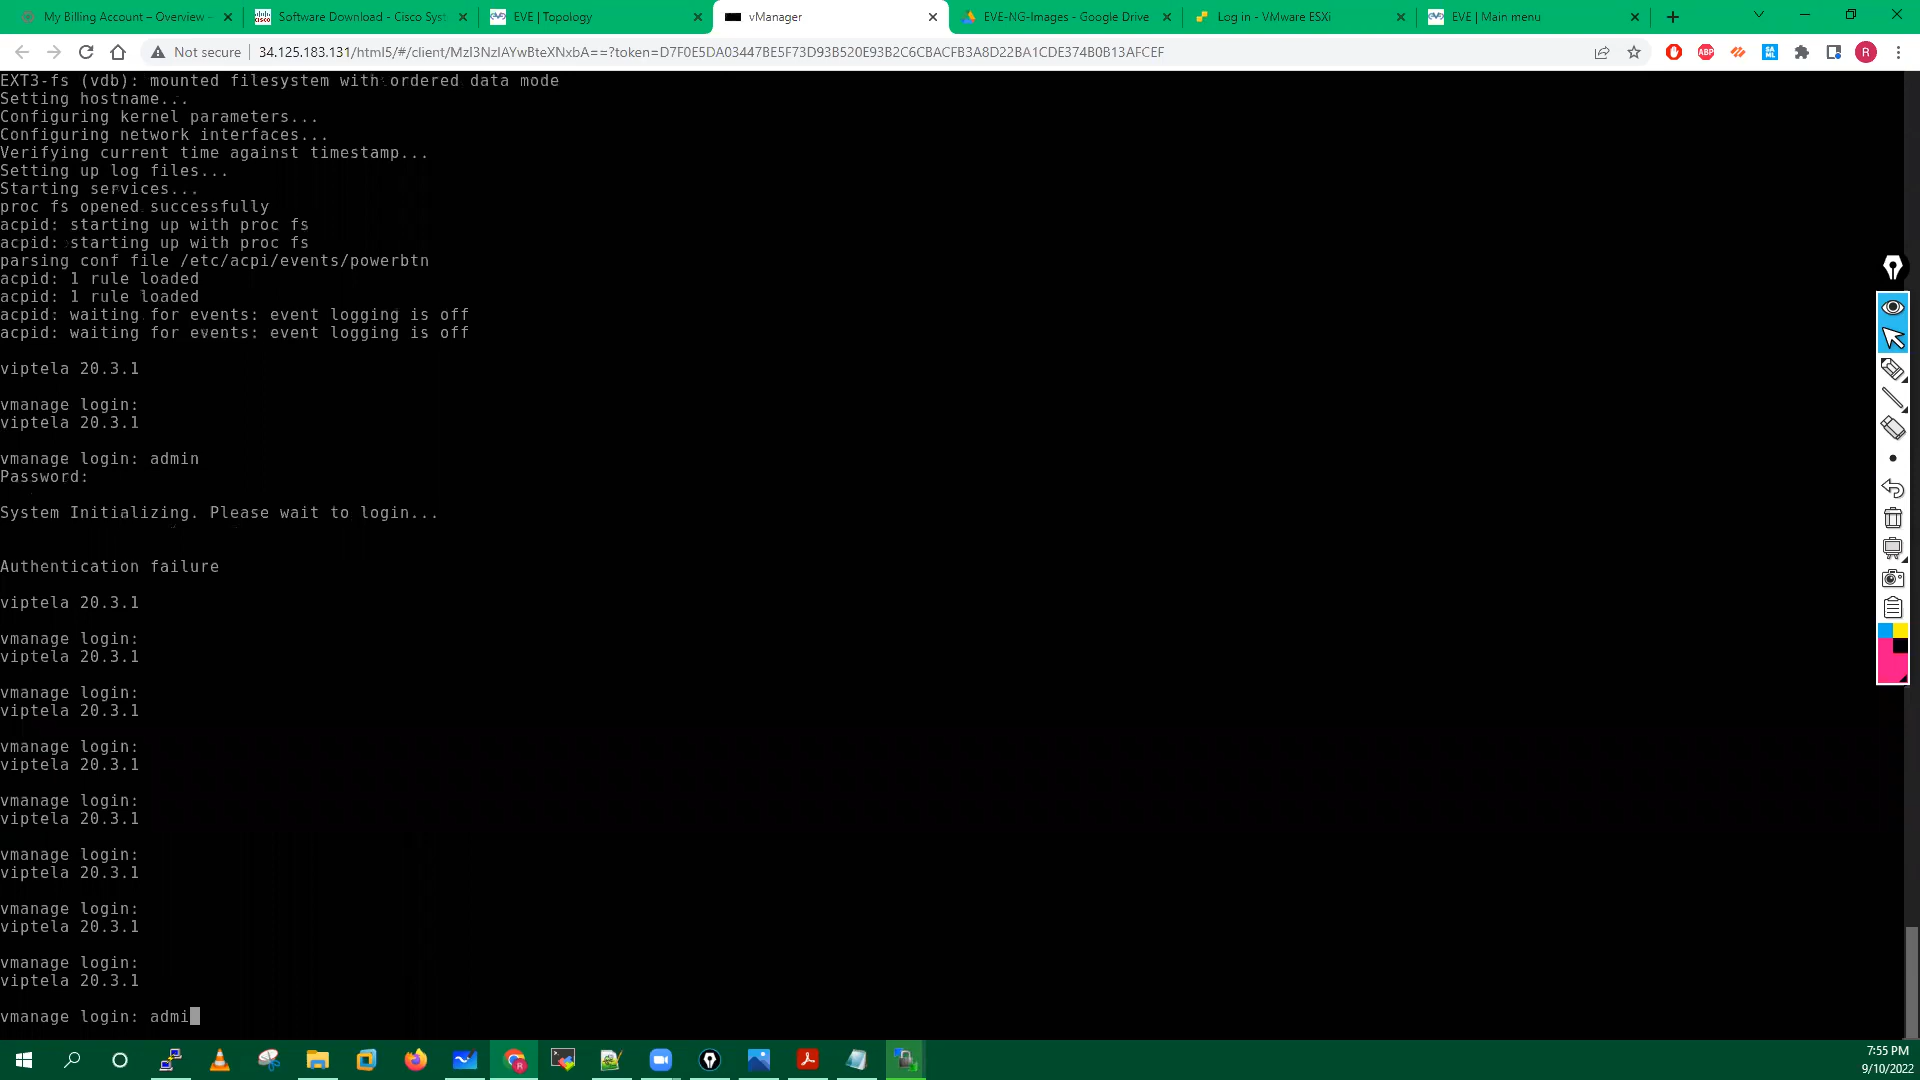 My Billing Account – Overview –
Software Download - Cisco Syst
EVE | Topology
vManager
EVE-NG-Images - Google Drive
Log in - VMware ESXi
EVE | Main menu
Not secure
34.125.183.131/html5/#/client/MzI3NzIAYwBteXNxbA==?token=D7F0E5DA03447BE5F73D93B520E93B2C6CBACFB3A8D22BA1CDE374B0B13AFCEF
EXT3-fs (vdb): mounted filesystem with ordered data mode
Setting hostname...
Configuring kernel parameters...
Configuring network interfaces...
Verifying current time against timestamp...
Setting up log files...
Starting services...
proc fs opened successfully
acpid: starting up with proc fs
acpid: starting up with proc fs
parsing conf file /etc/acpi/events/powerbtn
acpid: 1 rule loaded
acpid: 1 rule loaded
acpid: waiting for events: event logging is off
acpid: waiting for events: event logging is off
viptela 20.3.1
vmanage login:
viptela 20.3.1
vmanage login: admin
Password:
System Initializing. Please wait to login...
Authentication failure
viptela 20.3.1
vmanage login:
viptela 20.3.1
vmanage login:
viptela 20.3.1
vmanage login:
viptela 20.3.1
vmanage login:
viptela 20.3.1
vmanage login:
viptela 20.3.1
vmanage login:
viptela 20.3.1
vmanage login:
viptela 20.3.1
vmanage login: admi
7:55 PM
9/10/2022